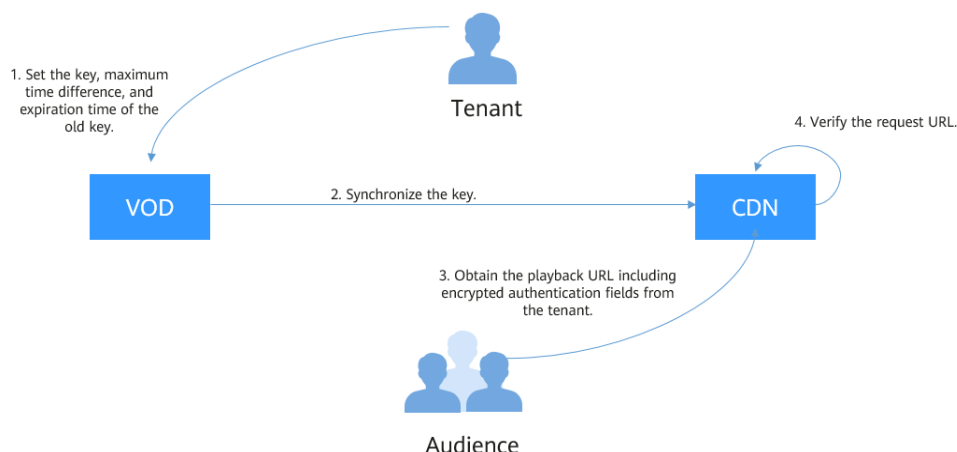 1. Set the key, maximum
time difference, and
expiration time of the
old key.
Tenant
4. Verify the request URL.
VOD
2. Synchronize the key.
CDN
3. Obtain the playback URL including
encrypted authentication fields from
the tenant.
Audience